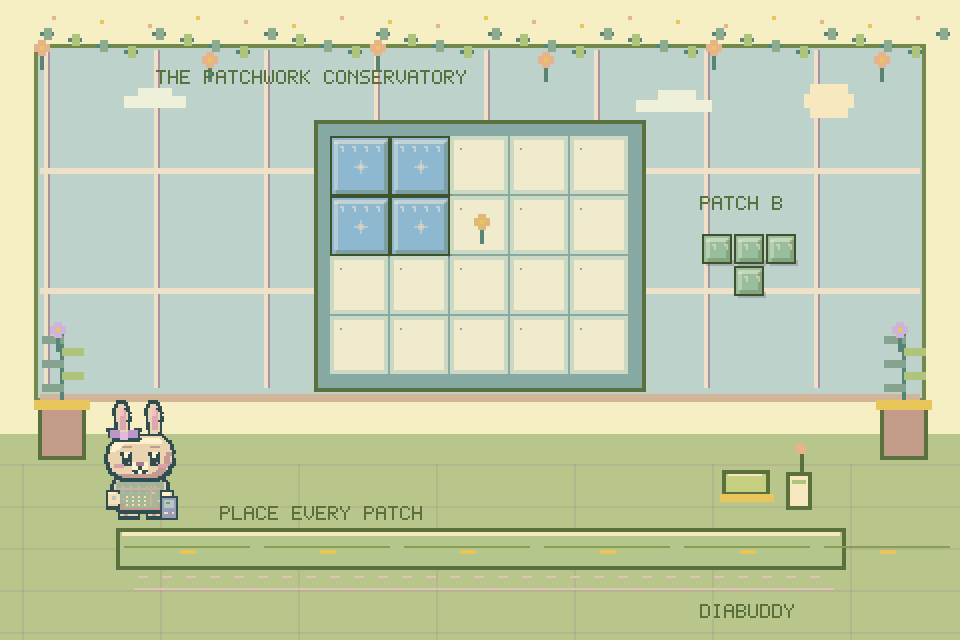 THE PATCHWORK CONSERVATORY
PATCH B
PLACE EVERY PATCH
DIABUDDY